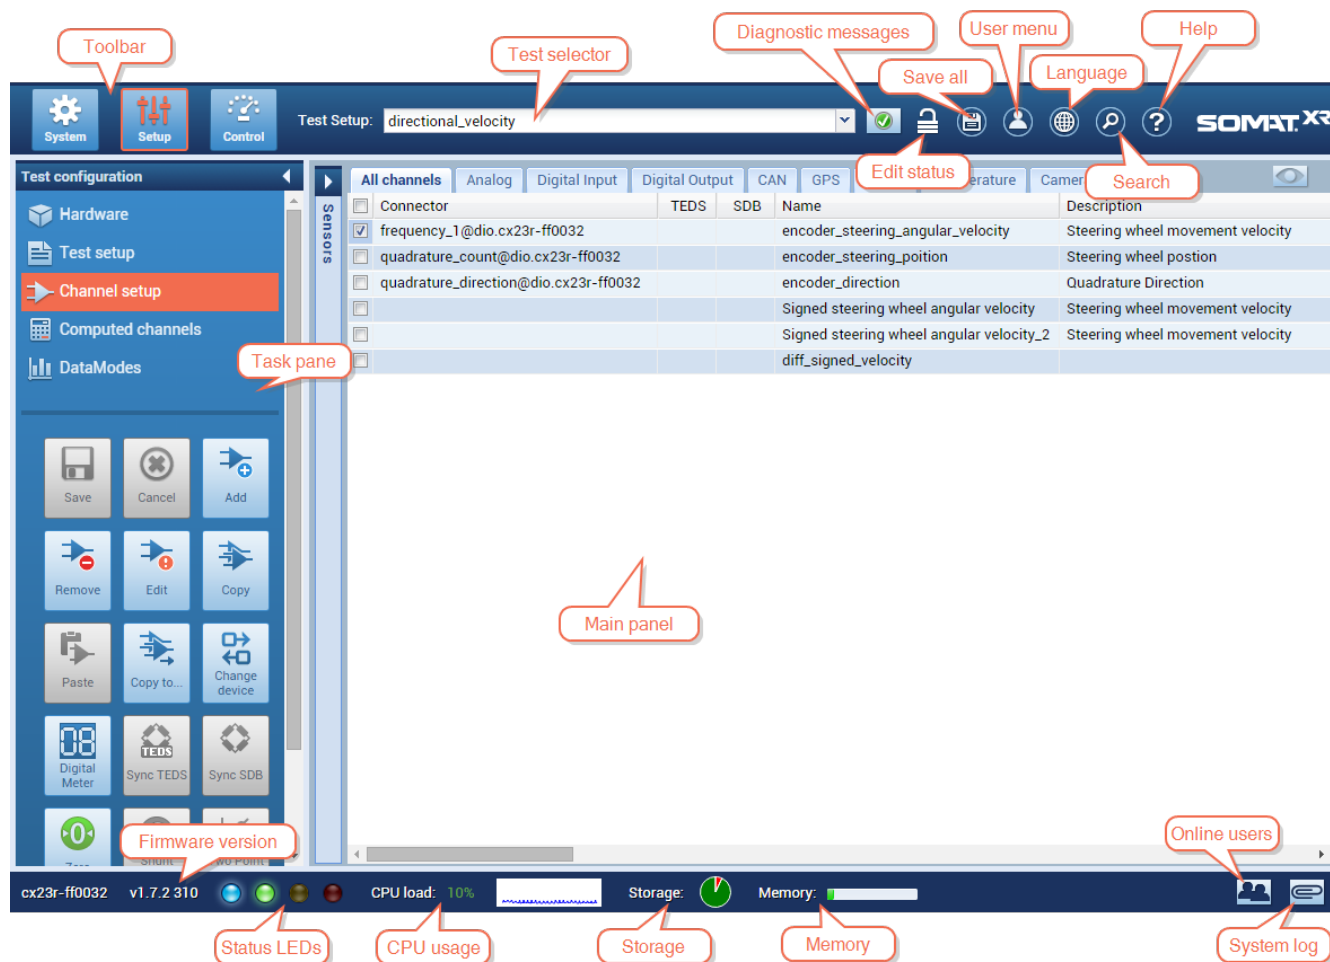 Diagnostic messages
User menu
Help
Toolbar
Test selector
Save all
Language
System
Setup
Control
Test Setup:
directional_velocity
SOMAT XR
Edit status
Search
Test configuration
All channels
Analog
Digital Input
Digital Output
CAN
GPS
erature
Camer
Sensors
Connector
TEDS
SDB
Name
Description
frequency_1@dio.cx23r-ff0032
encoder_steering_angular_velocity
Steering wheel movement velocity
quadrature_count@dio.cx23r-ff0032
encoder_steering_poition
Steering wheel postion
quadrature_direction@dio.cx23r-ff0032
encoder_direction
Quadrature Direction
Signed steering wheel angular velocity
Steering wheel movement velocity
Signed steering wheel angular velocity_2
Steering wheel movement velocity
diff_signed_velocity
Hardware
Test setup
Channel setup
Computed channels
DataModes
Task pane
Save
Cancel
Add
Remove
Edit
Copy
Paste
Copy to...
Change
device
Digital
Meter
TEDS
Sync TEDS
Sync SDB
Main panel
Firmware version
Online users
cx23r-ff0032
v1.7.2 310
CPU load:
10%
Storage:
Memory:
Status LEDs
CPU usage
Storage
Memory
System log